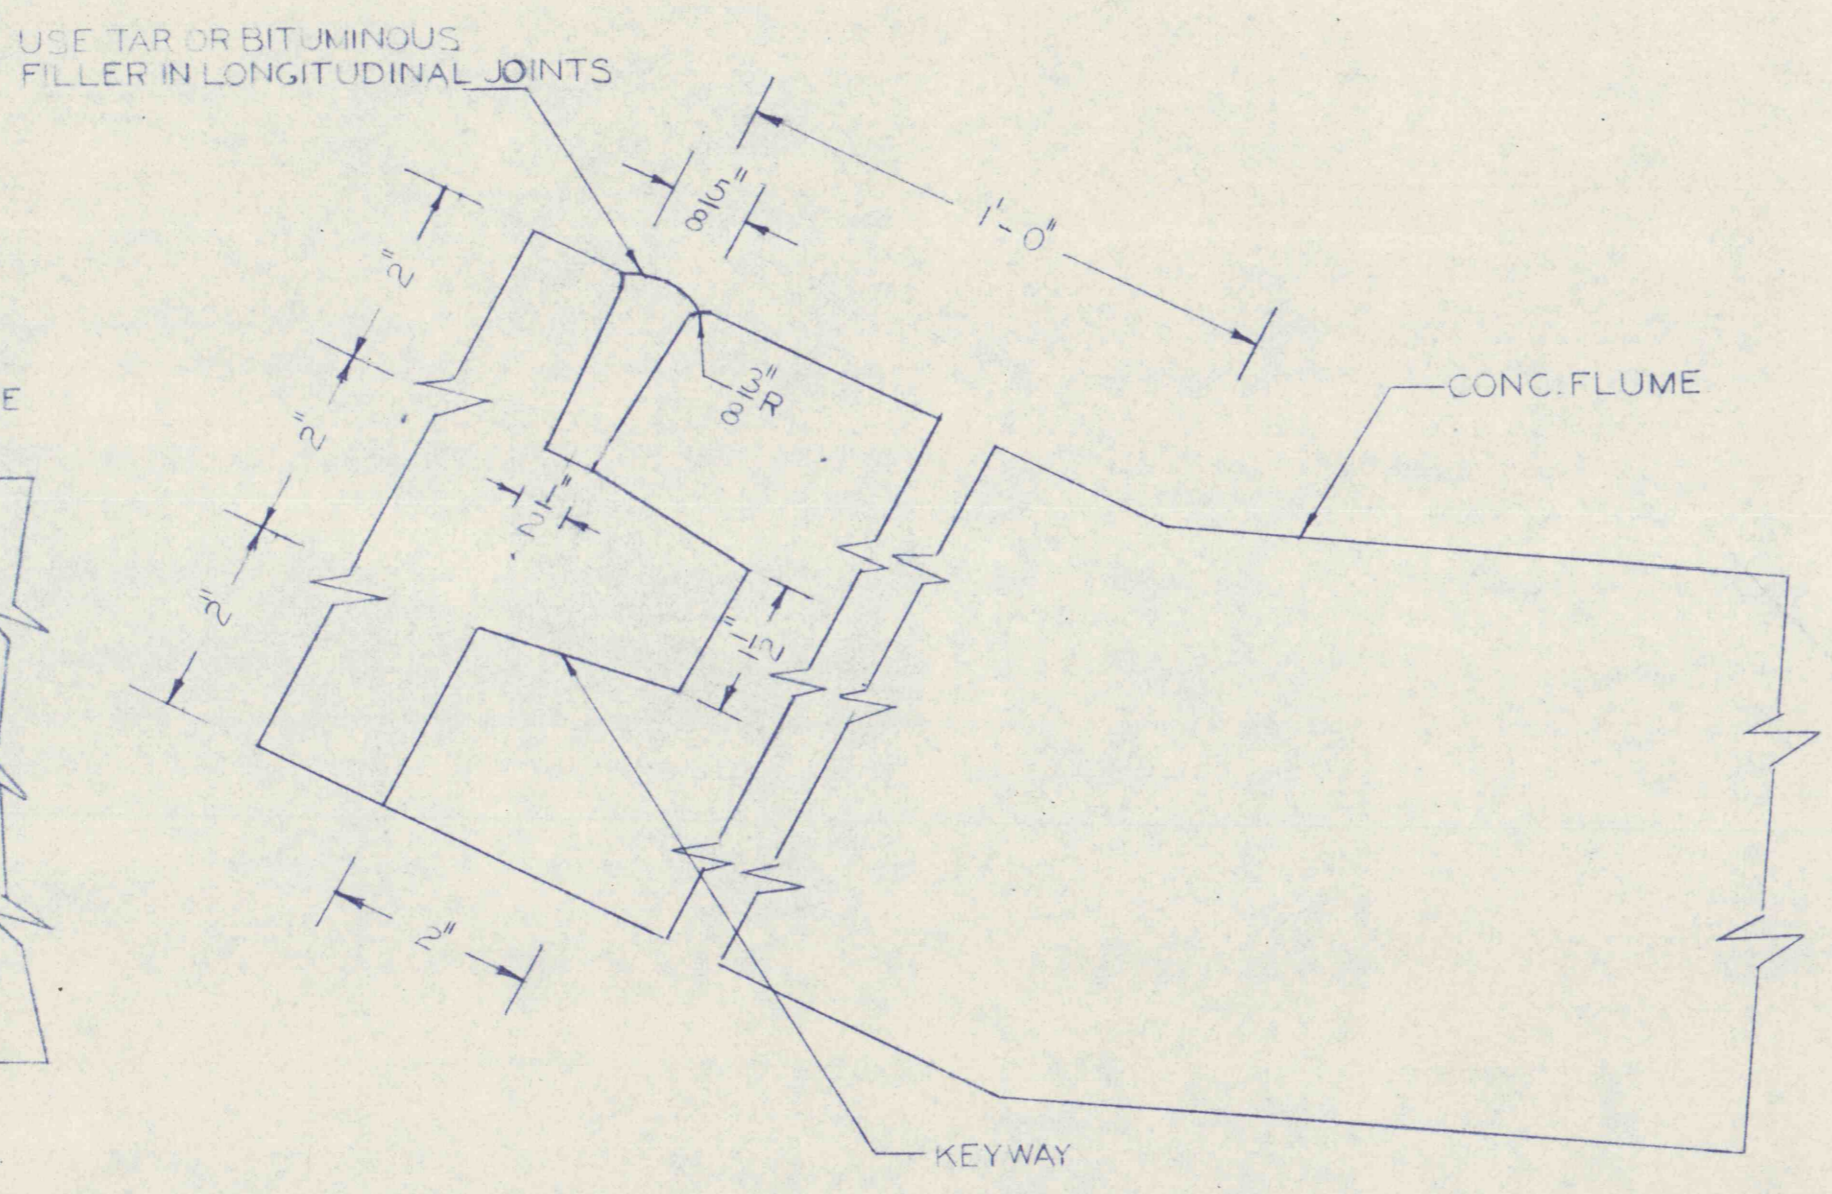 USE TAR OR BITUMINOUS
FILLER IN LONGITUDINAL JOINTS
5/8"
1'-0"
2"
3/8" R
CONC. FLUME
E
2"
1/2"
2"
1 1/2"
2"
KEYWAY